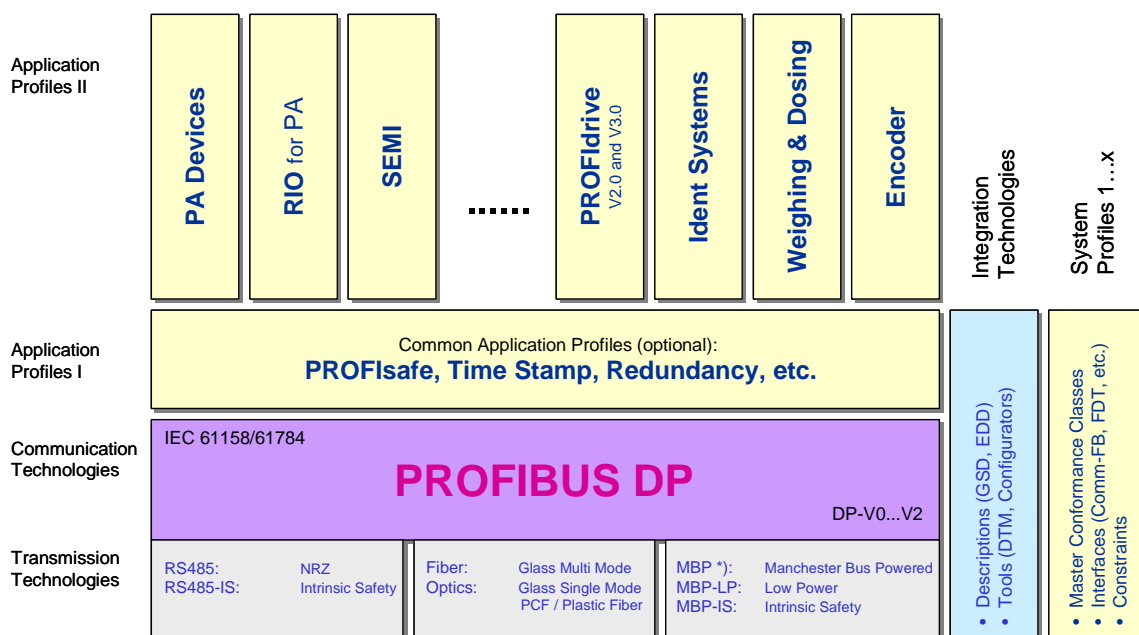 Application
Profiles II
PA Devices
RIO for PA
SEMI
.......
PROFIdrive
V2.0 and V3.0
Ident Systems
Weighing & Dosing
Encoder
Integration
Technologies
System
Profiles 1...x
Application
Profiles I
Common Application Profiles (optional):
PROFIsafe, Time Stamp, Redundancy, etc.
• Descriptions (GSD, EDD)
• Tools (DTM, Configurators)
• Master Conformance Classes
• Interfaces (Comm-FB, FDT, etc.)
• Constraints
Communication
Technologies
IEC 61158/61784
PROFIBUS DP
DP-V0...V2
Transmission
Technologies
RS485: NRZ
RS485-IS: Intrinsic Safety
Fiber: Glass Multi Mode
Optics: Glass Single Mode
PCF / Plastic Fiber
MBP *): Manchester Bus Powered
MBP-LP: Low Power
MBP-IS: Intrinsic Safety